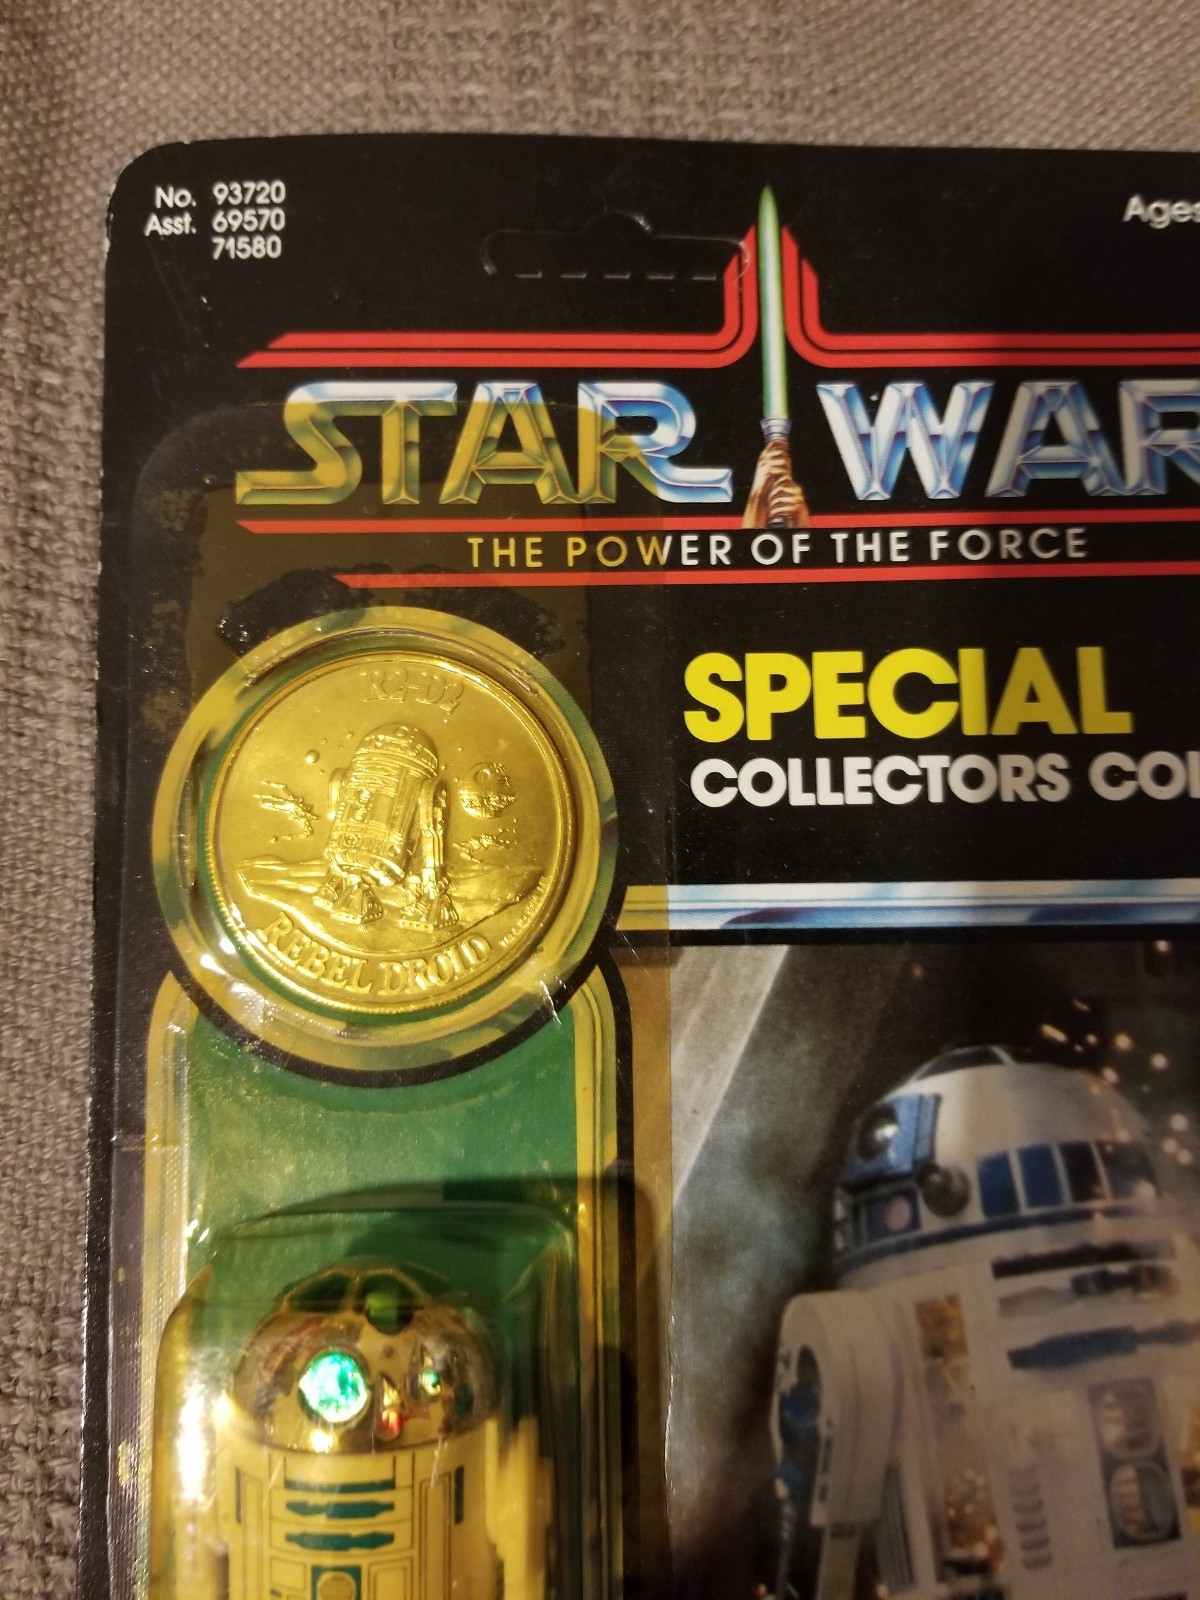 No. 93720
Asst. 69570
71580
Ages
STAR WAR
THE POWER OF THE FORCE
SPECIAL
COLLECTORS COI
R2-D2
REBEL DROID